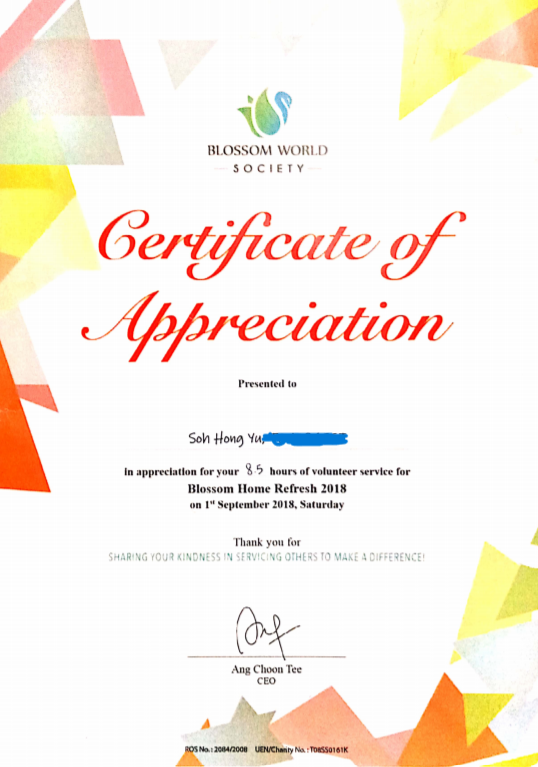 BLOSSOM WORLD
SOCIETY
Certificate of
Appreciation
Presented to
Soh Hong Yu
in appreciation for your 8.5 hours of volunteer service for
Blossom Home Refresh 2018
on 1st September 2018, Saturday
Thank you for
SHARING YOUR KINDNESS IN SERVICING OTHERS TO MAKE A DIFFERENCE!
Ang Choon Tee
CEO
ROS No.: 2084/2008 UEN/Charity No. : T08SS0161K